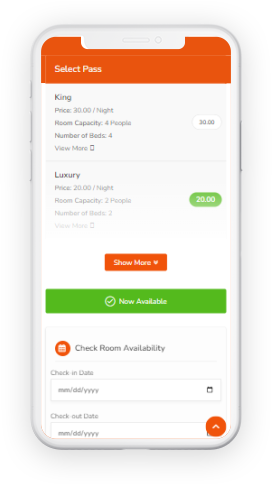 Select Pass
King
Price: 30.00 / Night
Room Capacity: 4 People
30.00
Number of Beds: 4
View More
Luxury
Price: 20.00 / Night
Room Capacity: 2 People
20.00
Number of Beds: 2
View More
Show More
Now Available
Check Room Availability
Check-in Date
mm/dd/yyyy
Check-out Date
mm/dd/yyyy